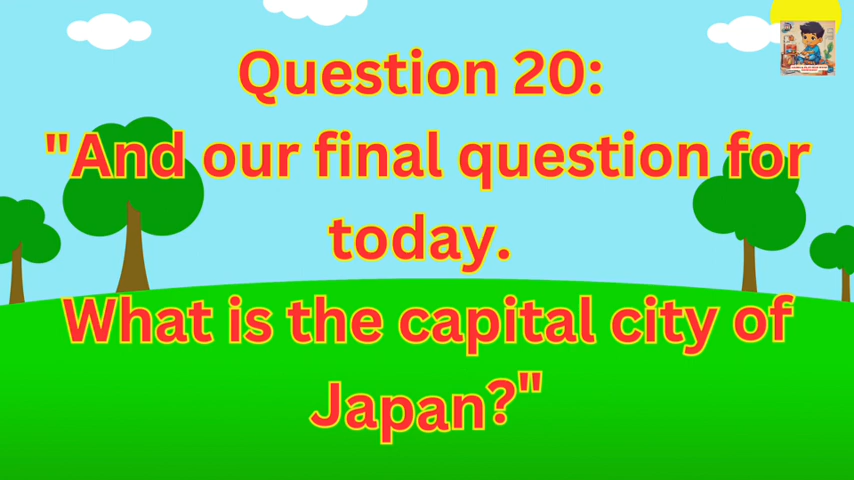 Question 20:
"And our final question for
today.
What is the capital city of
Japan?"